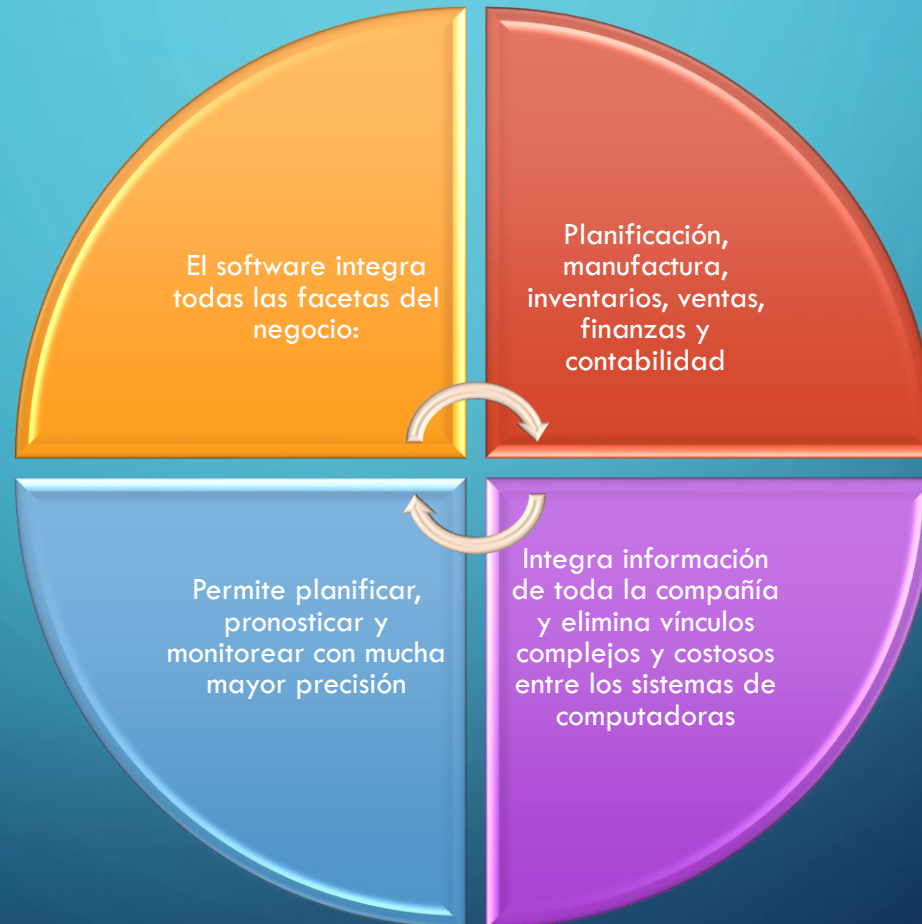 El software integra
todas las facetas del
negocio:
Planificación,
manufactura,
inventarios, ventas,
finanzas y
contabilidad
Integra información
de toda la compañía
y elimina vínculos
complejos y costosos
entre los sistemas de
computadoras
Permite planificar,
pronosticar y
monitorear con mucha
mayor precisión